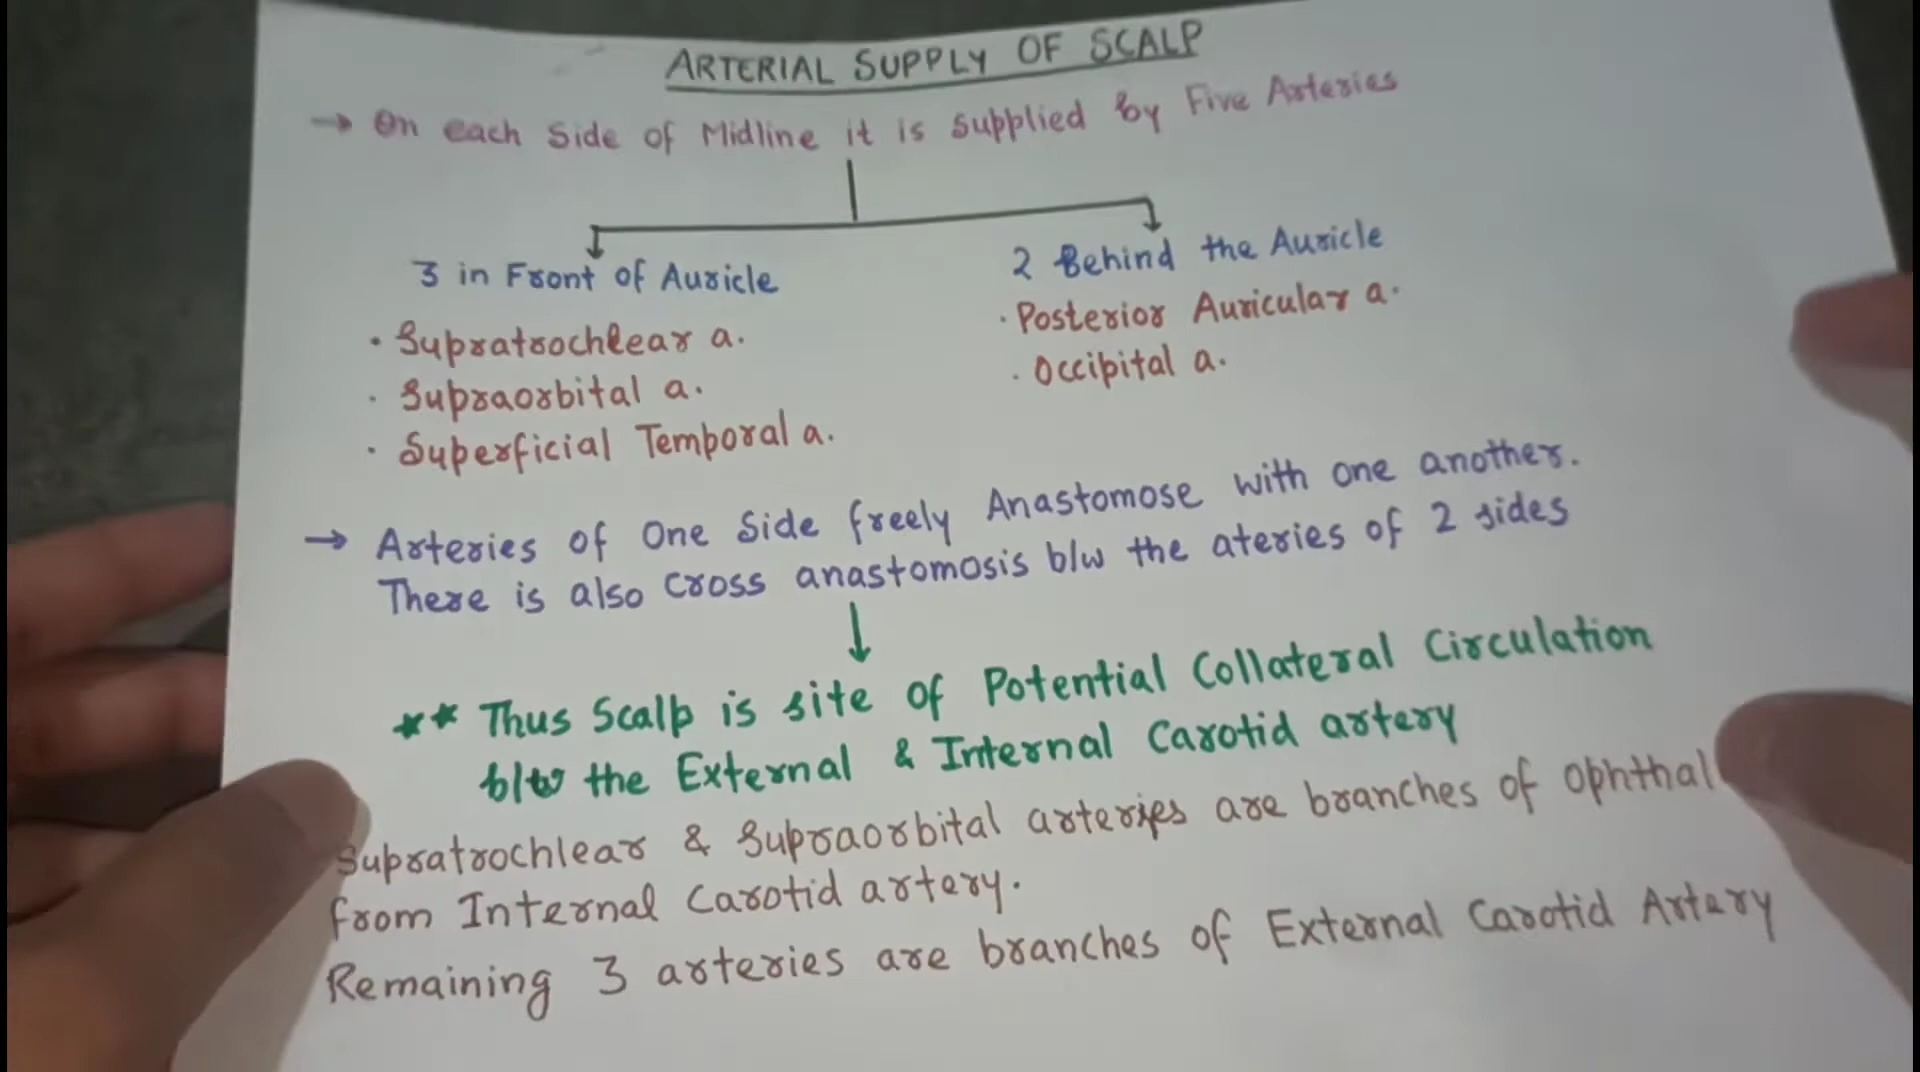 ARTERIAL SUPPLY OF SCALP
→ On each Side of Midline it is supplied by Five Arteries
3 in Front of Auricle
2 Behind the Auricle
· Supratrochlear a.
· Supraorbital a.
· Superficial Temporal a.
· Posterior Auricular a.
· Occipital a.
→ Arteries of One Side freely Anastomose with one another.
There is also cross anastomosis b/w the ateries of 2 sides
** Thus Scalp is site of Potential Collateral Circulation
b/w the External & Internal Carotid artery
Supratrochlear & Supraorbital arteries are branches of Ophthal
from Internal Carotid artery.
Remaining 3 arteries are branches of External Carotid Artery